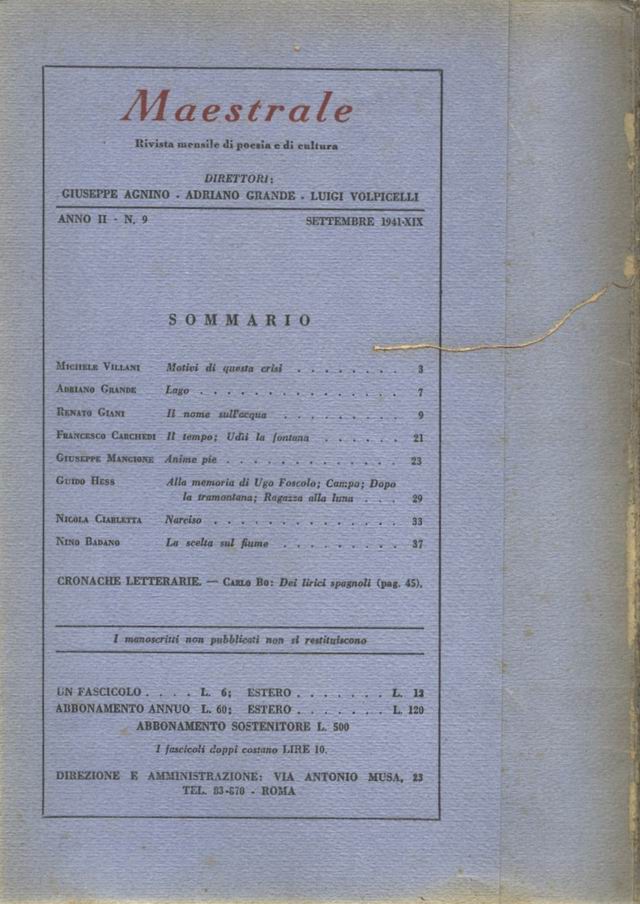 Maestrale
Rivista mensile di poesia e di cultura
DIRETTORI:
GIUSEPPE AGNINO - ADRIANO GRANDE - LUIGI VOLPICELLI
ANNO II - N. 9 SETTEMBRE 1941-XIX
SOMMARIO
MICHELE VILLANI Motivi di questa crisi . . . . . . . . 3
ADRIANO GRANDE Lago . . . . . . . . . . . . . . . . 7
RENATO GIANI Il nome sull'acqua . . . . . . . . . 9
FRANCESCO CARCHEDI Il tempo; Udii la fontana . . . . . . 21
GIUSEPPE MANGIONE Anime pie . . . . . . . . . . . . . 23
GUIDO HESS Alla memoria di Ugo Foscolo; Campo; Dopo
la tramontana; Ragazza alla luna . . . 29
NICOLA CIARLETTA Narciso . . . . . . . . . . . . . . 33
NINO BADANO La scelta sul fiume . . . . . . . . . 37
CRONACHE LETTERARIE. — CARLO BO: Dei lirici spagnoli (pag. 45).
I manoscritti non pubblicati non si restituiscono
UN FASCICOLO . . . . L. 6; ESTERO . . . . . . . L. 12
ABBONAMENTO ANNUO L. 60; ESTERO . . . . . . . L. 120
ABBONAMENTO SOSTENITORE L. 500
I fascicoli doppi costano LIRE 10.
DIREZIONE E AMMINISTRAZIONE: VIA ANTONIO MUSA, 23
TEL. 83-870 - ROMA